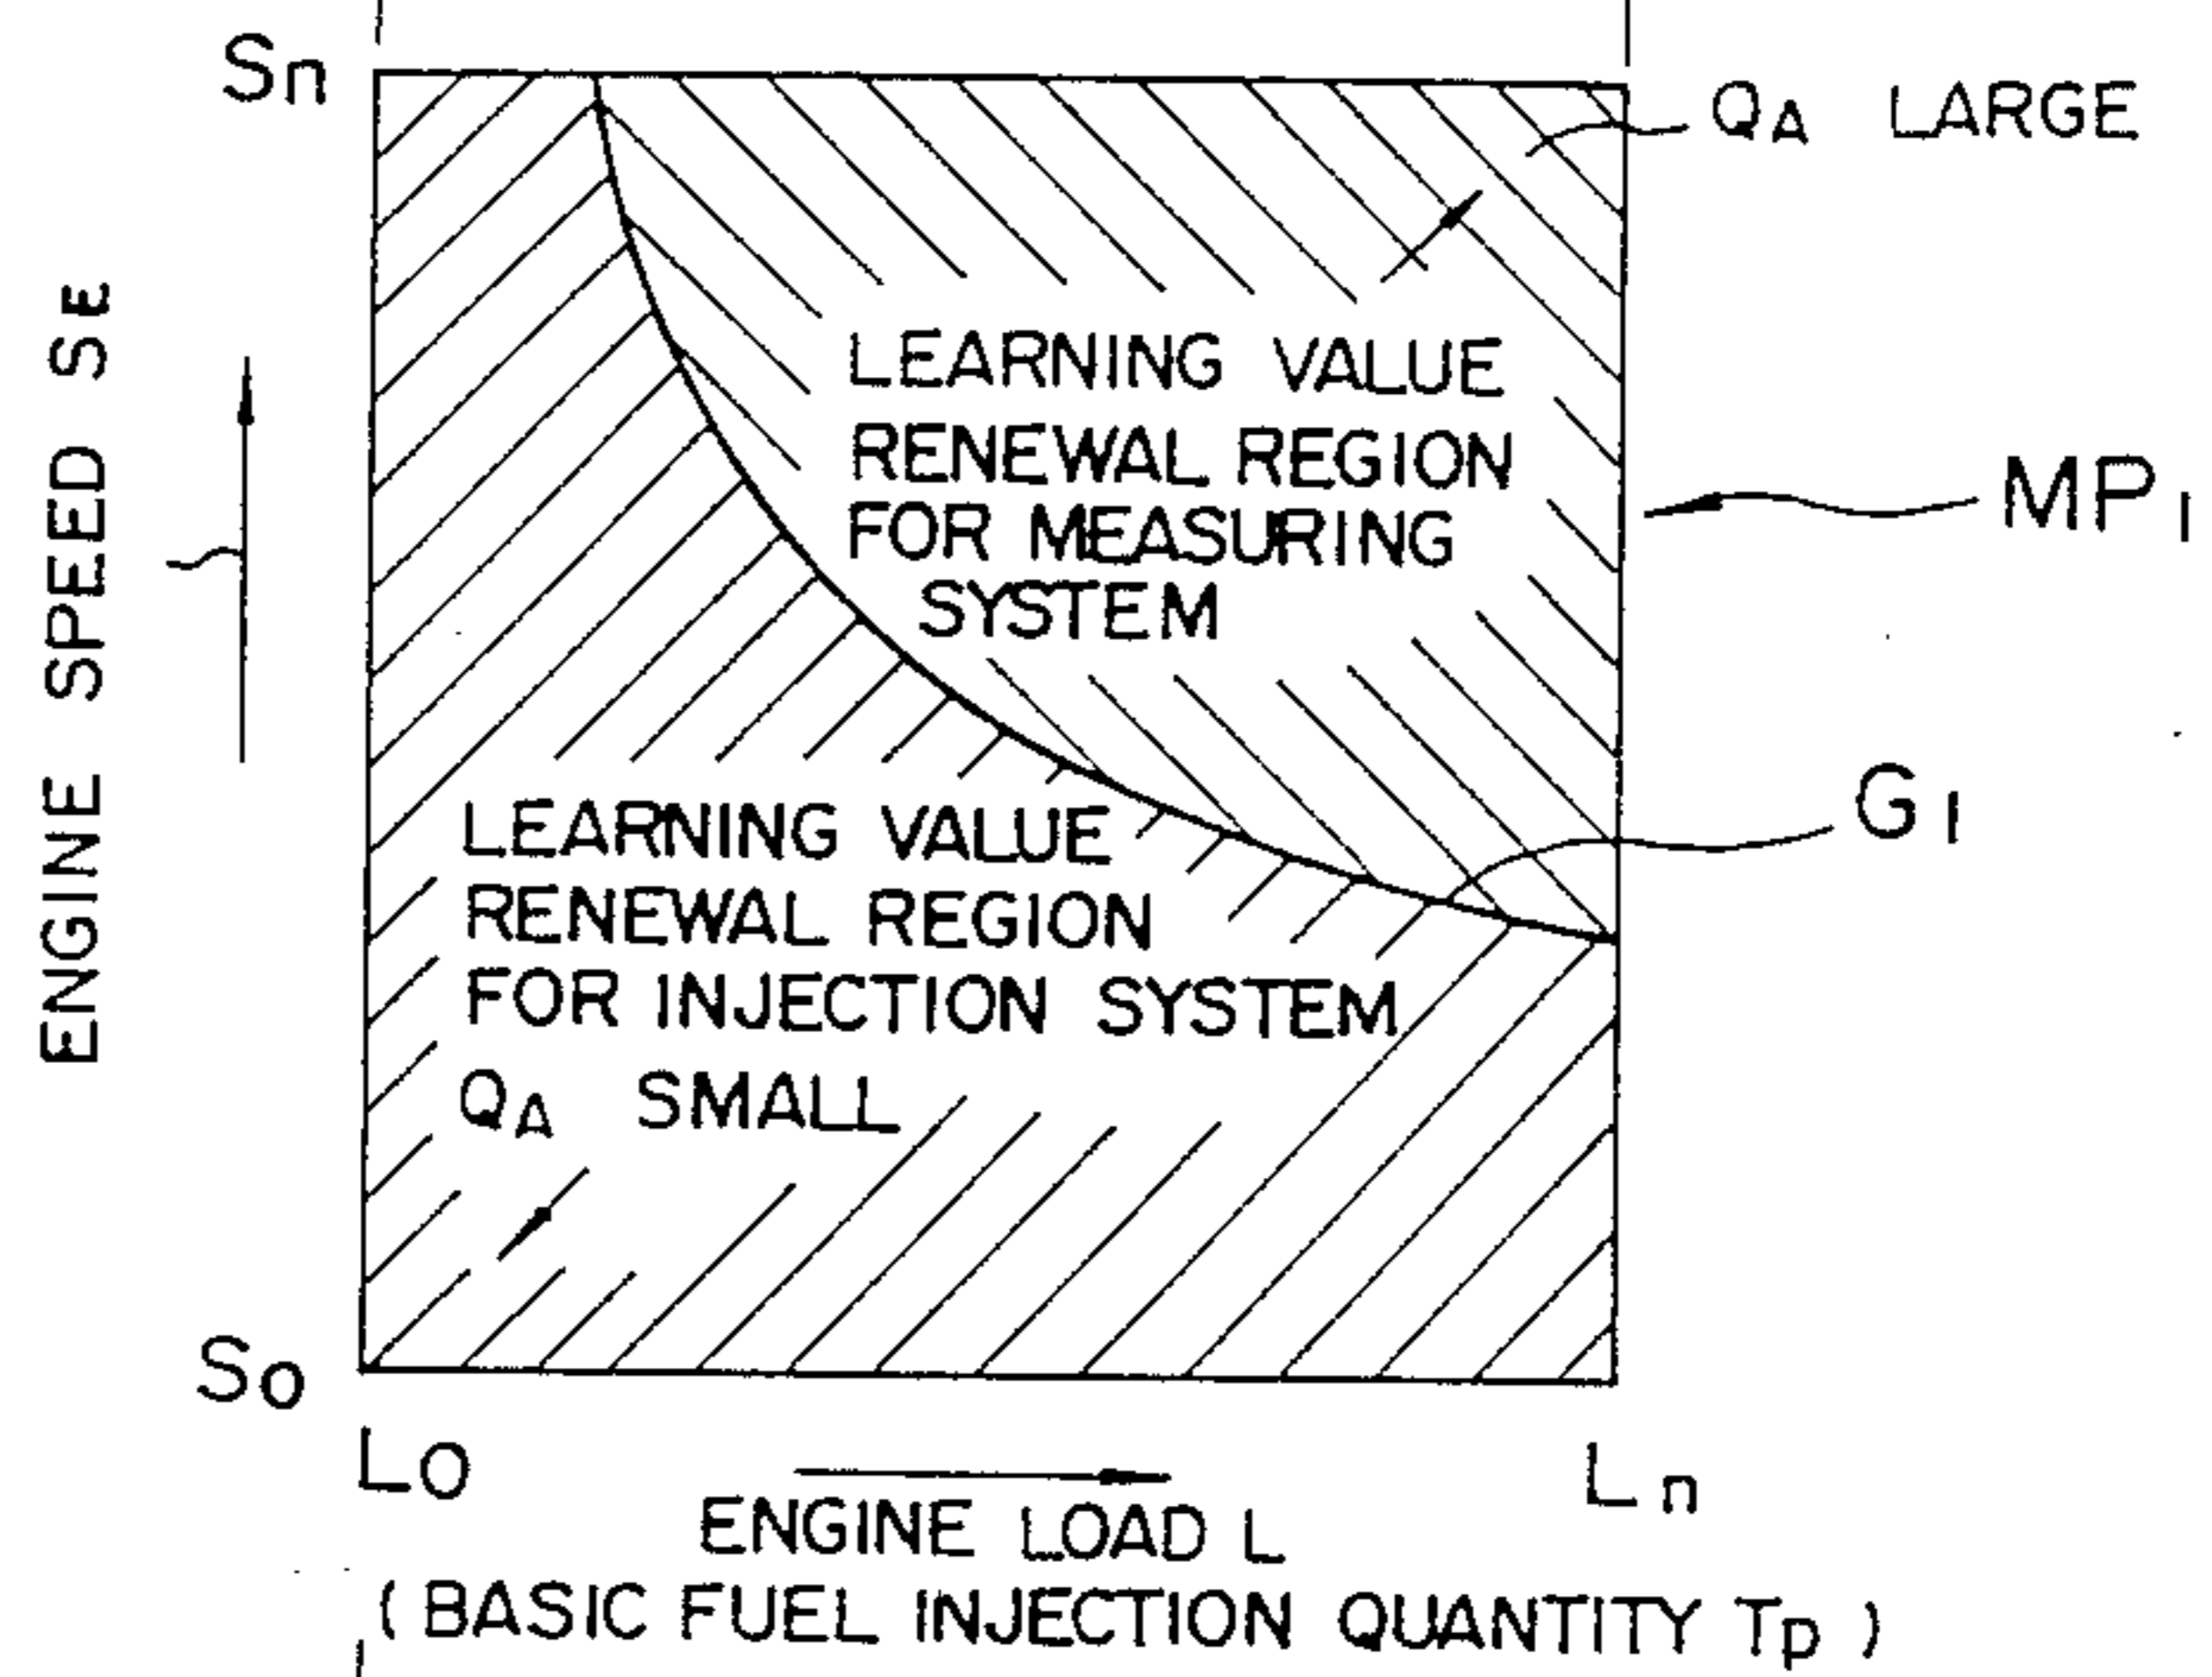 Sn
QA LARGE
ENGINE SPEED SE
LEARNING VALUE
RENEWAL REGION
FOR MEASURING
SYSTEM
MP1
G1
LEARNING VALUE
RENEWAL REGION
FOR INJECTION SYSTEM
QA SMALL
So
Lo
Ln
ENGINE LOAD L
(BASIC FUEL INJECTION QUANTITY Tp)